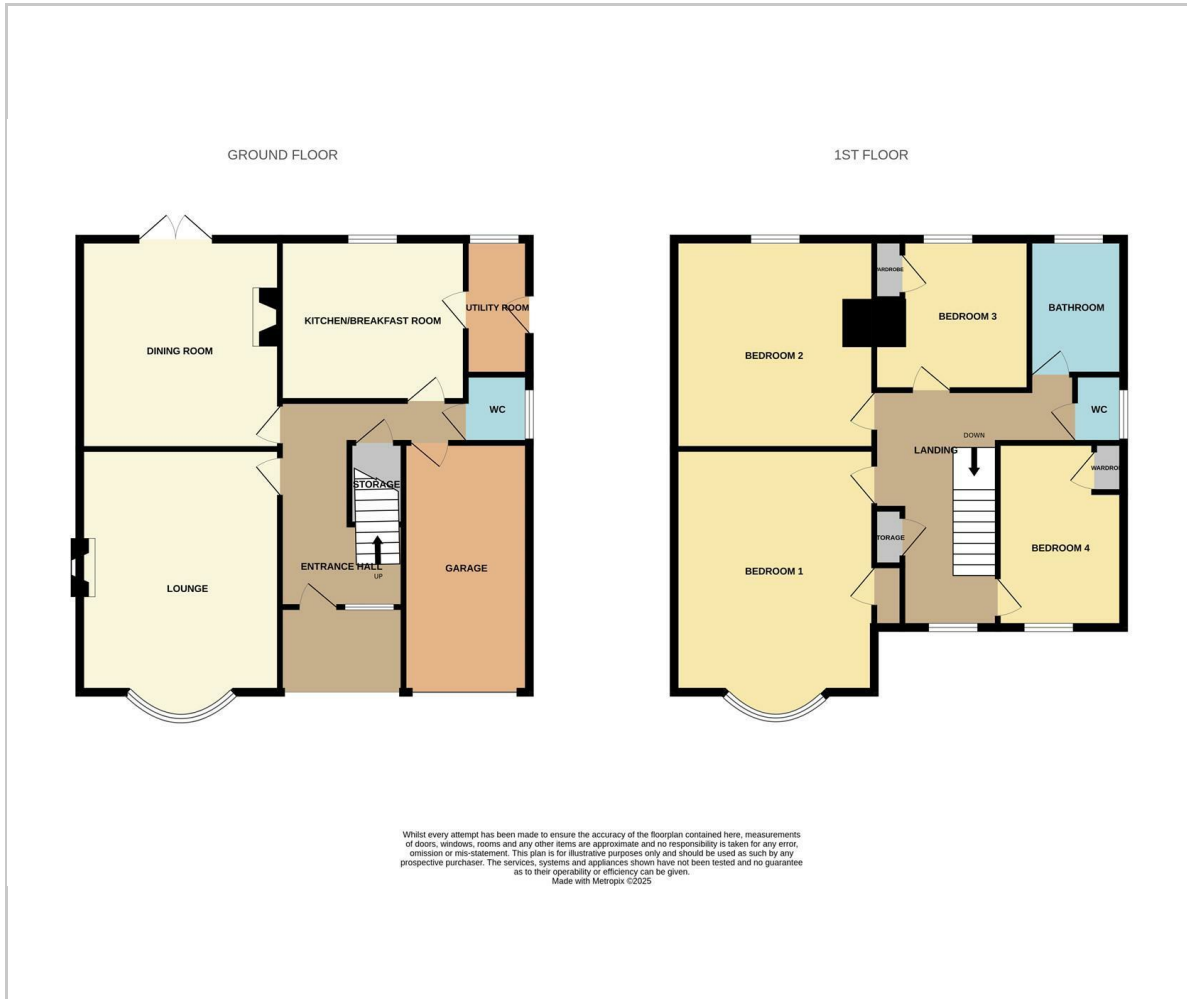 GROUND FLOOR
1ST FLOOR
DINING ROOM
KITCHEN/BREAKFAST ROOM
UTILITY ROOM
WC
STORAGE
ENTRANCE HALL
UP
LOUNGE
GARAGE
ARDROBE
BEDROOM 3
BATHROOM
BEDROOM 2
WC
DOWN
LANDING
WARDROB
TORAGE
BEDROOM 4
BEDROOM 1
Whilst every attempt has been made to ensure the accuracy of the floorplan contained here, measurements
of doors, windows, rooms and any other items are approximate and no responsibility is taken for any error,
omission or mis-statement. This plan is for illustrative purposes only and should be used as such by any
prospective purchaser. The services, systems and appliances shown have not been tested and no guarantee
as to their operability or efficiency can be given.
Made with Metropix ©2025